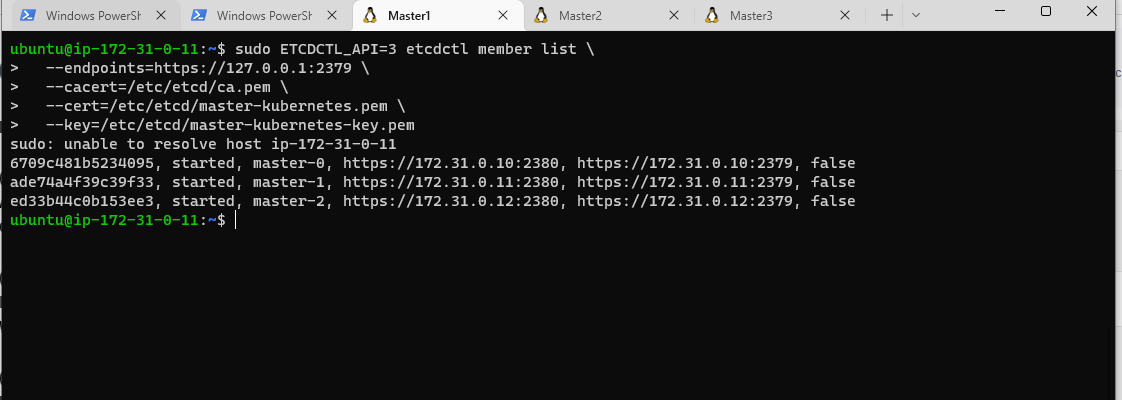 Windows PowerSh
Windows PowerSh
Master1
Master2
Master3
ubuntu@ip-172-31-0-11:~$ sudo ETCDCTL_API=3 etcdctl member list \
>   --endpoints=https://127.0.0.1:2379 \
>   --cacert=/etc/etcd/ca.pem \
>   --cert=/etc/etcd/master-kubernetes.pem \
>   --key=/etc/etcd/master-kubernetes-key.pem
sudo: unable to resolve host ip-172-31-0-11
6709c481b5234095, started, master-0, https://172.31.0.10:2380, https://172.31.0.10:2379, false
ade74a4f39c39f33, started, master-1, https://172.31.0.11:2380, https://172.31.0.11:2379, false
ed33b44c0b153ee3, started, master-2, https://172.31.0.12:2380, https://172.31.0.12:2379, false
ubuntu@ip-172-31-0-11:~$